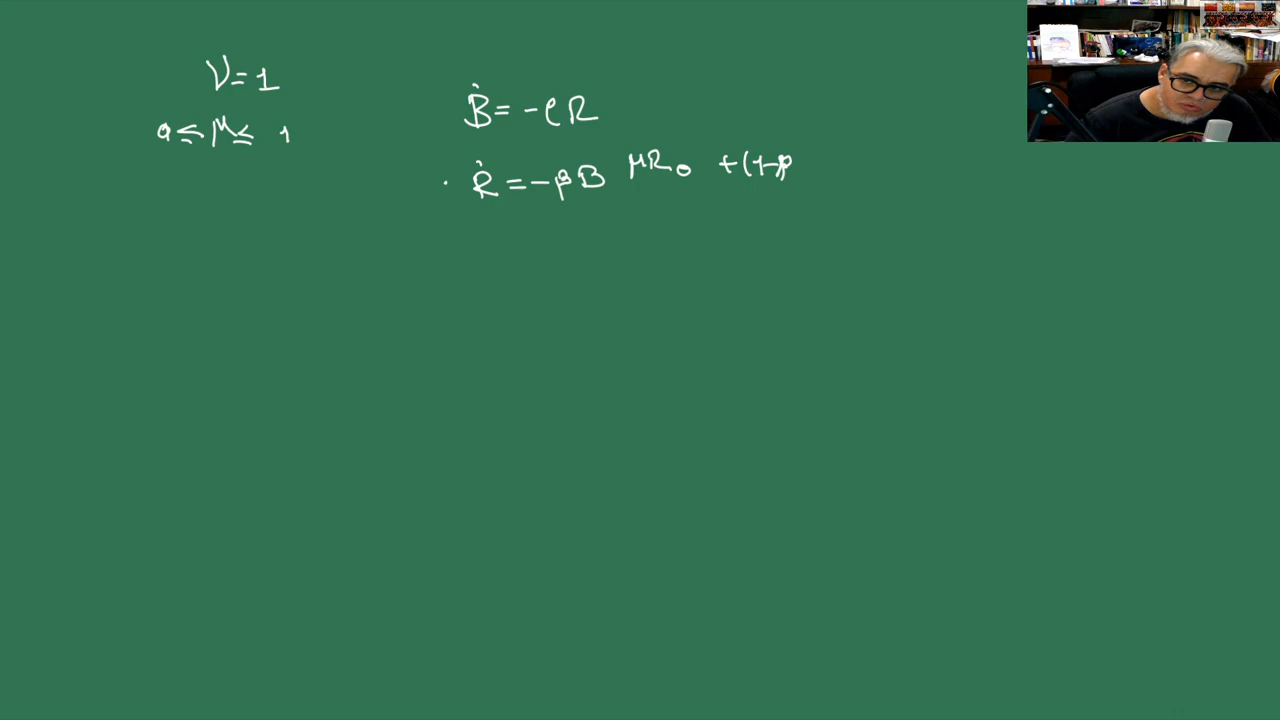 ν = 1
0 ≤ μ ≤ 1
Ḃ = -ρR
Ṙ = -βB μR₀ + (1-μ